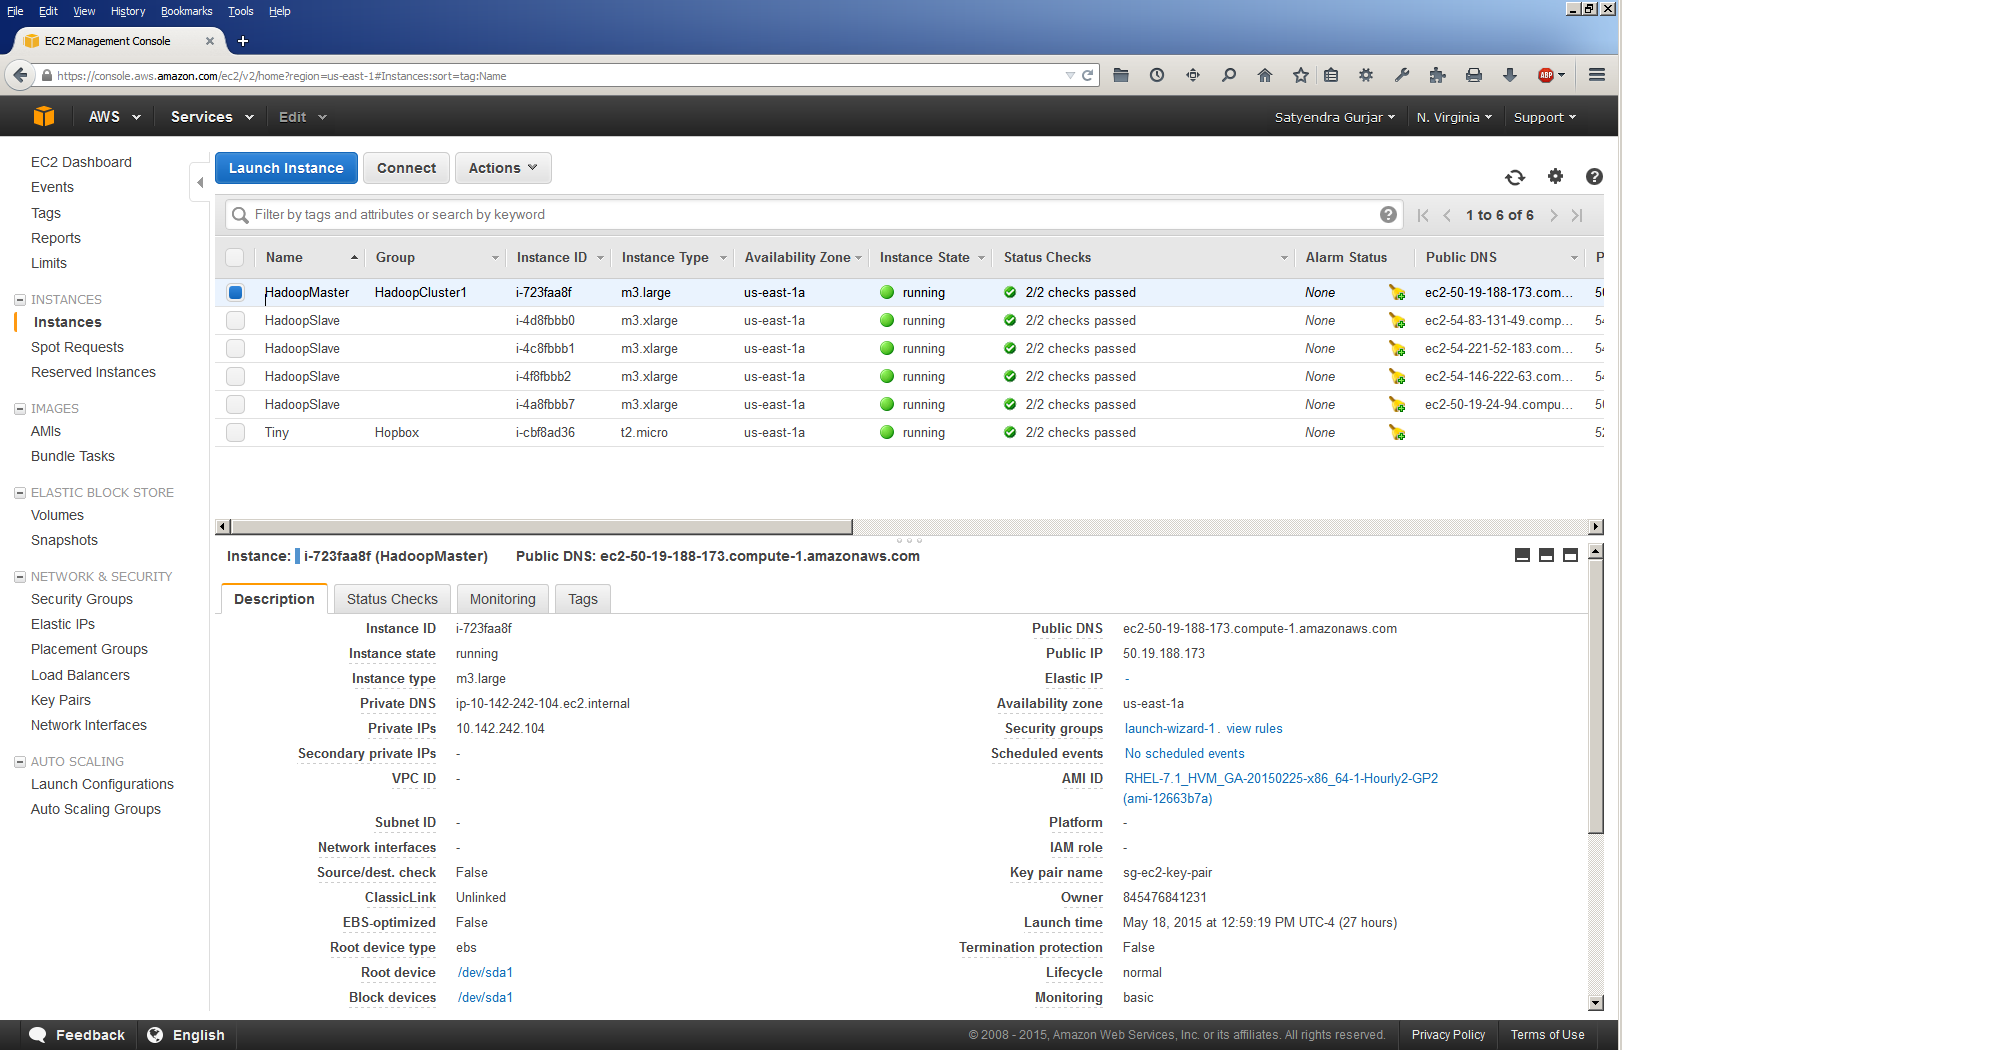 File Edit View History Bookmarks Tools Help
EC2 Management Console
https://console.aws.amazon.com/ec2/v2/home?region=us-east-1#Instances:sort=tag:Name
ABP
AWS Services Edit Satyendra Gurjar N. Virginia Support
EC2 Dashboard
Events
Tags
Reports
Limits
INSTANCES
Instances
Spot Requests
Reserved Instances
IMAGES
AMIs
Bundle Tasks
ELASTIC BLOCK STORE
Volumes
Snapshots
NETWORK & SECURITY
Security Groups
Elastic IPs
Placement Groups
Load Balancers
Key Pairs
Network Interfaces
AUTO SCALING
Launch Configurations
Auto Scaling Groups
Launch Instance Connect Actions
Filter by tags and attributes or search by keyword 1 to 6 of 6
Name Group Instance ID Instance Type Availability Zone Instance State Status Checks Alarm Status Public DNS P
HadoopMaster HadoopCluster1 i-723faa8f m3.large us-east-1a running 2/2 checks passed None ec2-50-19-188-173.com... 50
HadoopSlave i-4d8fbbb0 m3.xlarge us-east-1a running 2/2 checks passed None ec2-54-83-131-49.comp... 54
HadoopSlave i-4c8fbbb1 m3.xlarge us-east-1a running 2/2 checks passed None ec2-54-221-52-183.com... 54
HadoopSlave i-4f8fbbb2 m3.xlarge us-east-1a running 2/2 checks passed None ec2-54-146-222-63.com... 54
HadoopSlave i-4a8fbbb7 m3.xlarge us-east-1a running 2/2 checks passed None ec2-50-19-24-94.compu... 50
Tiny Hopbox i-cbf8ad36 t2.micro us-east-1a running 2/2 checks passed None 52
Instance: i-723faa8f (HadoopMaster) Public DNS: ec2-50-19-188-173.compute-1.amazonaws.com
Description Status Checks Monitoring Tags
Instance ID i-723faa8f Public DNS ec2-50-19-188-173.compute-1.amazonaws.com
Instance state running Public IP 50.19.188.173
Instance type m3.large Elastic IP -
Private DNS ip-10-142-242-104.ec2.internal Availability zone us-east-1a
Private IPs 10.142.242.104 Security groups launch-wizard-1. view rules
Secondary private IPs - Scheduled events No scheduled events
VPC ID - AMI ID RHEL-7.1_HVM_GA-20150225-x86_64-1-Hourly2-GP2
(ami-12663b7a)
Subnet ID - Platform -
Network interfaces - IAM role -
Source/dest. check False Key pair name sg-ec2-key-pair
ClassicLink Unlinked Owner 845476841231
EBS-optimized False Launch time May 18, 2015 at 12:59:19 PM UTC-4 (27 hours)
Root device type ebs Termination protection False
Root device /dev/sda1 Lifecycle normal
Block devices /dev/sda1 Monitoring basic
Feedback English © 2008 - 2015, Amazon Web Services, Inc. or its affiliates. All rights reserved. Privacy Policy Terms of Use